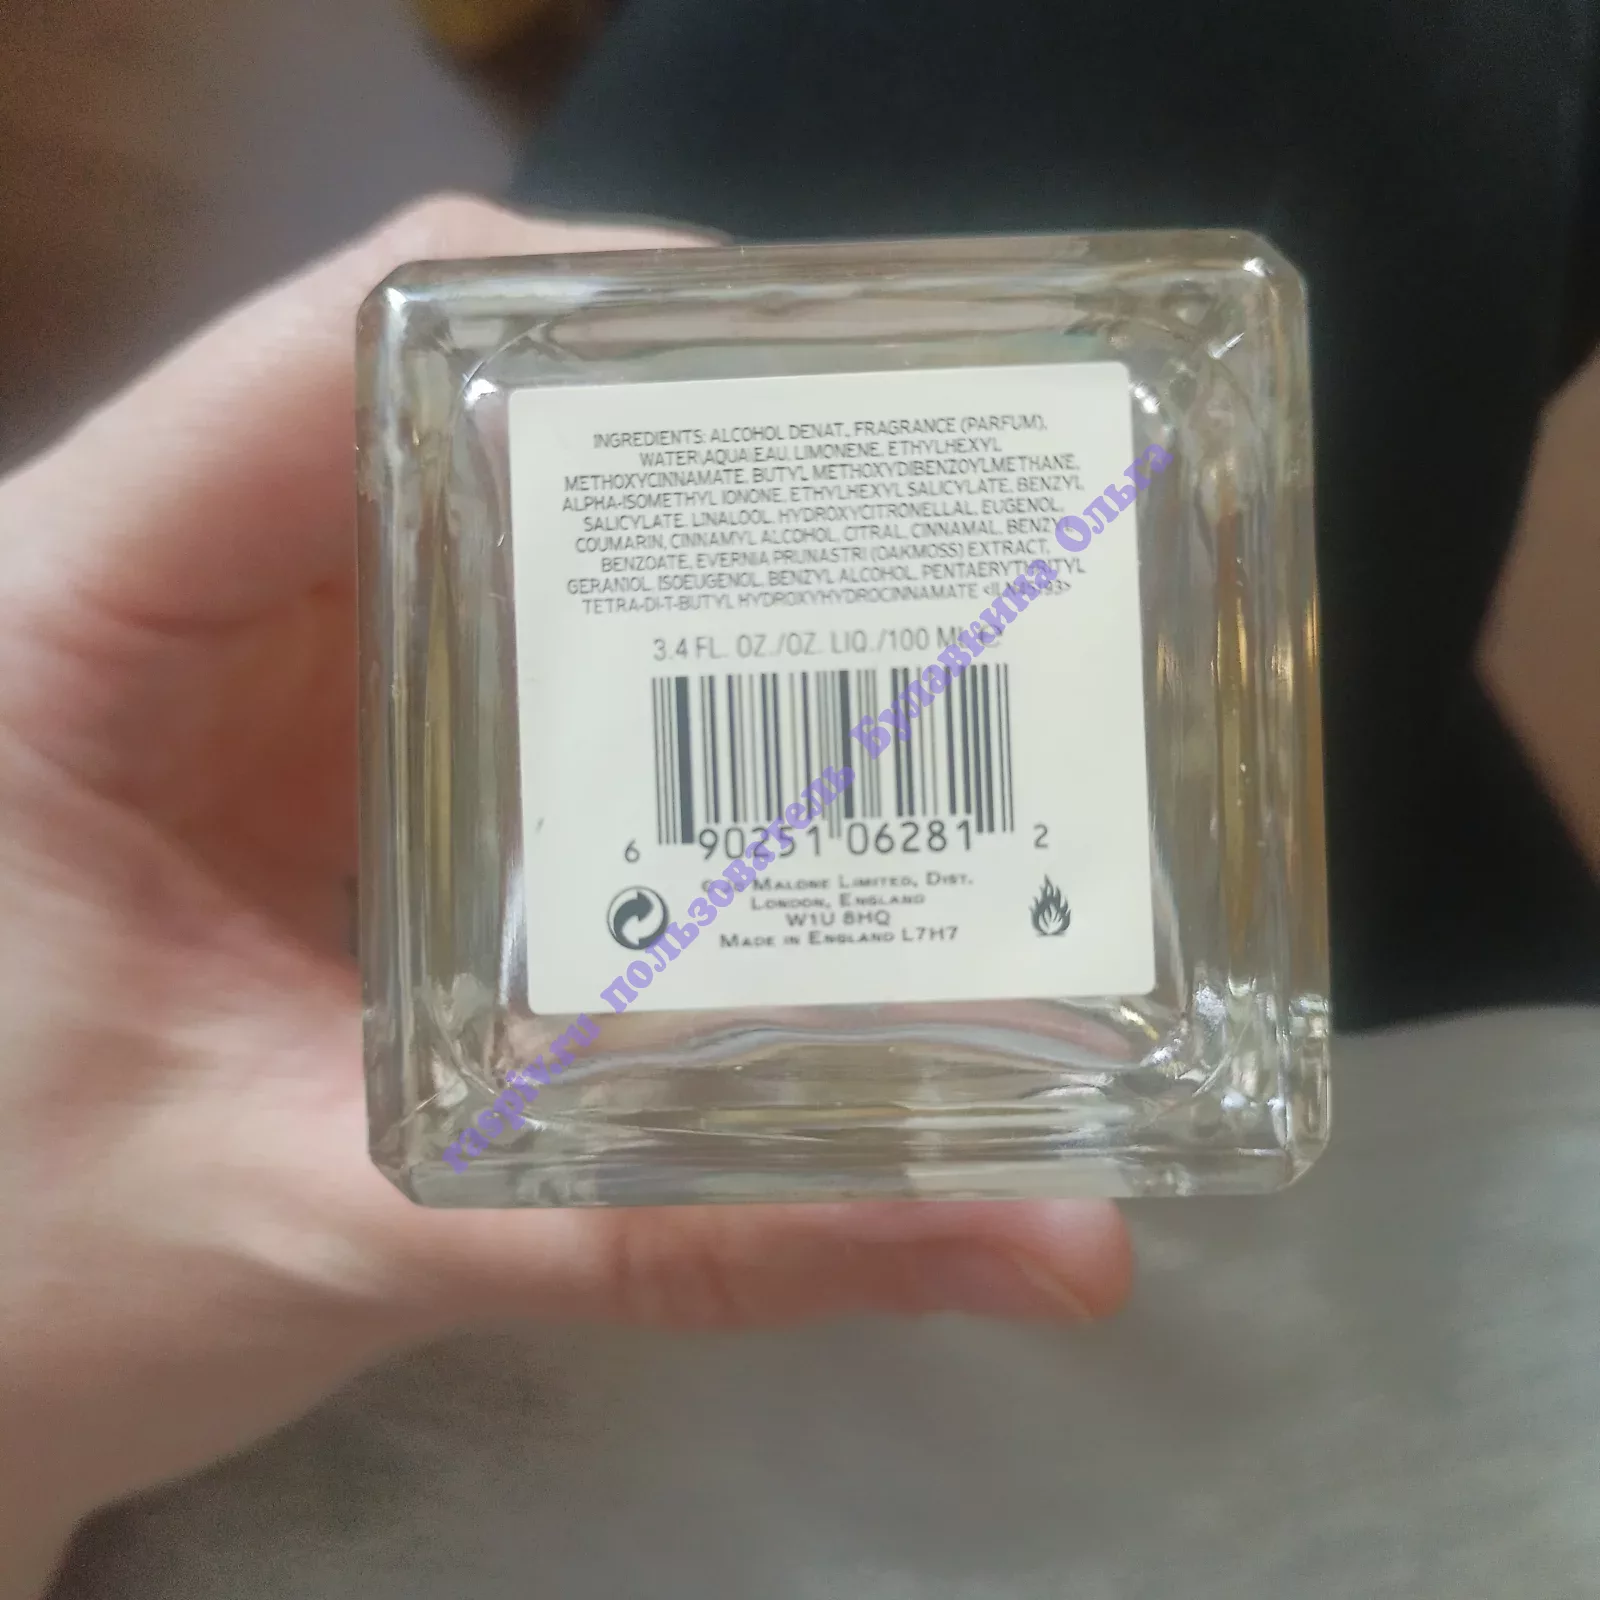 INGREDIENTS: ALCOHOL DENAT., FRAGRANCE (PARFUM),
WATER\AQUA\EAU, LIMONENE, ETHYLHEXYL
METHOXYCINNAMATE, BUTYL METHOXYDIBENZOYLMETHANE,
ALPHA-ISOMETHYL IONONE, ETHYLHEXYL SALICYLATE, BENZYL
SALICYLATE, LINALOOL, HYDROXYCITRONELLAL, EUGENOL,
COUMARIN, CINNAMYL ALCOHOL, CITRAL, CINNAMAL, BENZYL
BENZOATE, EVERNIA PRUNASTRI (OAKMOSS) EXTRACT,
GERANIOL, ISOEUGENOL, BENZYL ALCOHOL, PENTAERYTHRITYL
TETRA-DI-T-BUTYL HYDROXYHYDROCINNAMATE
3.4 FL. OZ./OZ. LIQ./100 ML e
6 90251 06281 2
MALONE LIMITED, DIST.
LONDON, ENGLAND
W1U 8HQ
MADE IN ENGLAND L7H7
raspiv.ru пользователь Булавкина Ольга